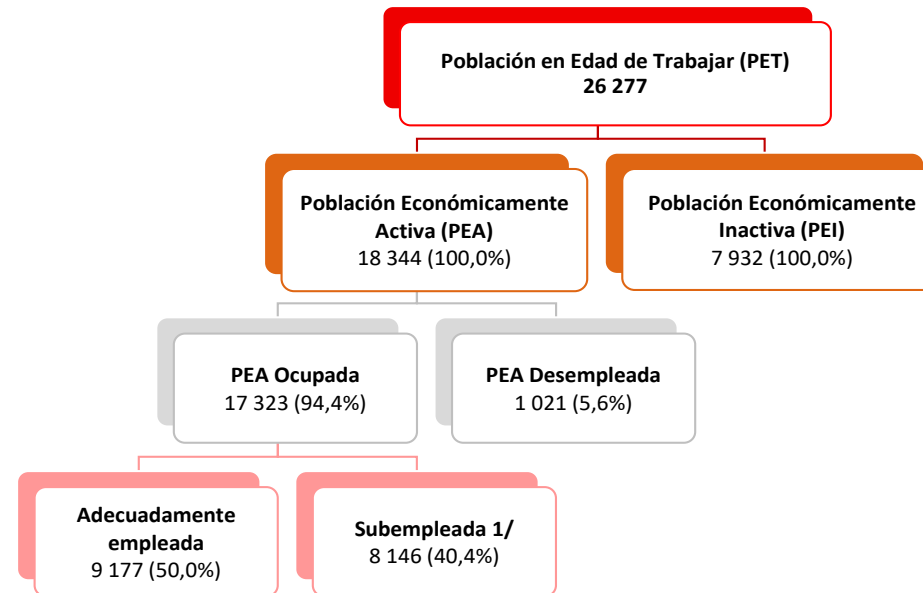 Población en Edad de Trabajar (PET)
26 277
Población Económicamente
Activa (PEA)
18 344 (100,0%)
Población Económicamente
Inactiva (PEI)
7 932 (100,0%)
PEA Ocupada
17 323 (94,4%)
PEA Desempleada
1 021 (5,6%)
Adecuadamente
empleada
9 177 (50,0%)
Subempleada 1/
8 146 (40,4%)